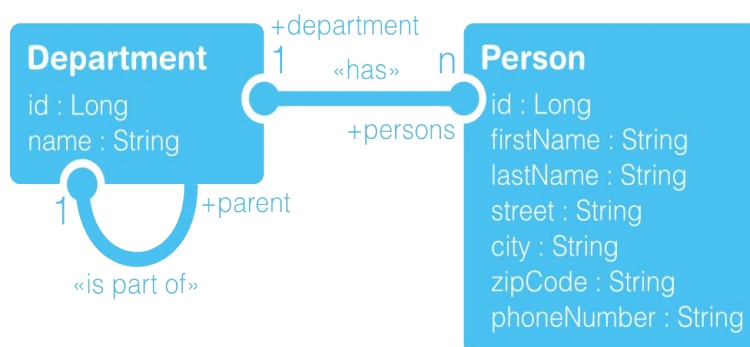 +department
Department
1 «has» n
Person
id : Long
name : String
+persons
1
+parent
«is part of»
id : Long
firstName : String
lastName : String
street : String
city : String
zipCode : String
phoneNumber : String